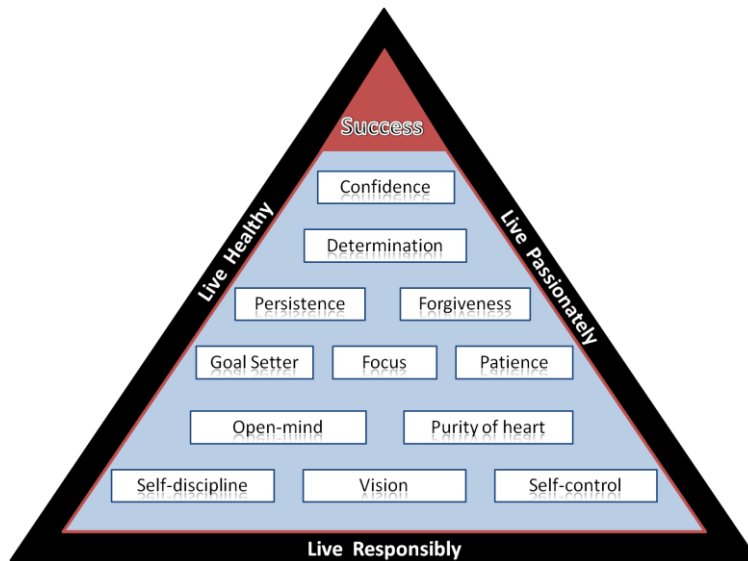 Success
Confidence
Determination
Persistence
Forgiveness
Goal Setter
Focus
Patience
Open-mind
Purity of heart
Self-discipline
Vision
Self-control
Live Healthy
Live Passionately
Live Responsibly